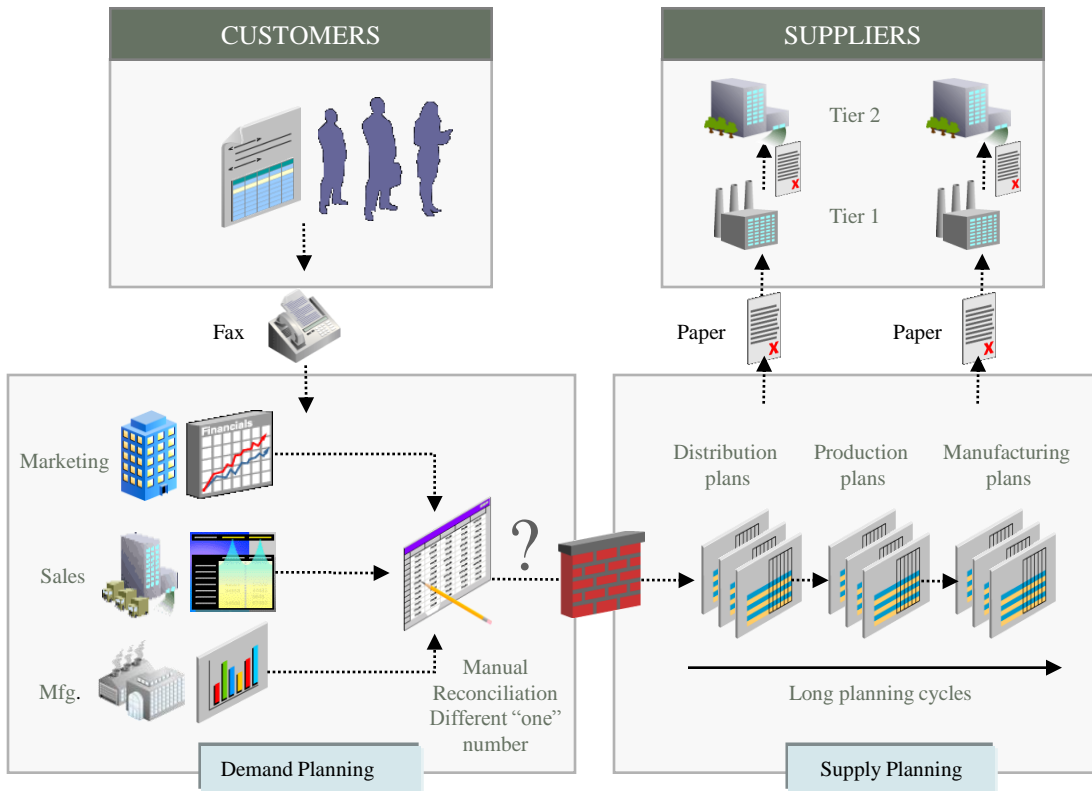 CUSTOMERS
SUPPLIERS
Tier 2
Tier 1
Fax
Paper
Paper
Marketing
Financials
Sales
Mfg.
?
Manual
Reconciliation
Different “one”
number
Demand Planning
Distribution
plans
Production
plans
Manufacturing
plans
Long planning cycles
Supply Planning